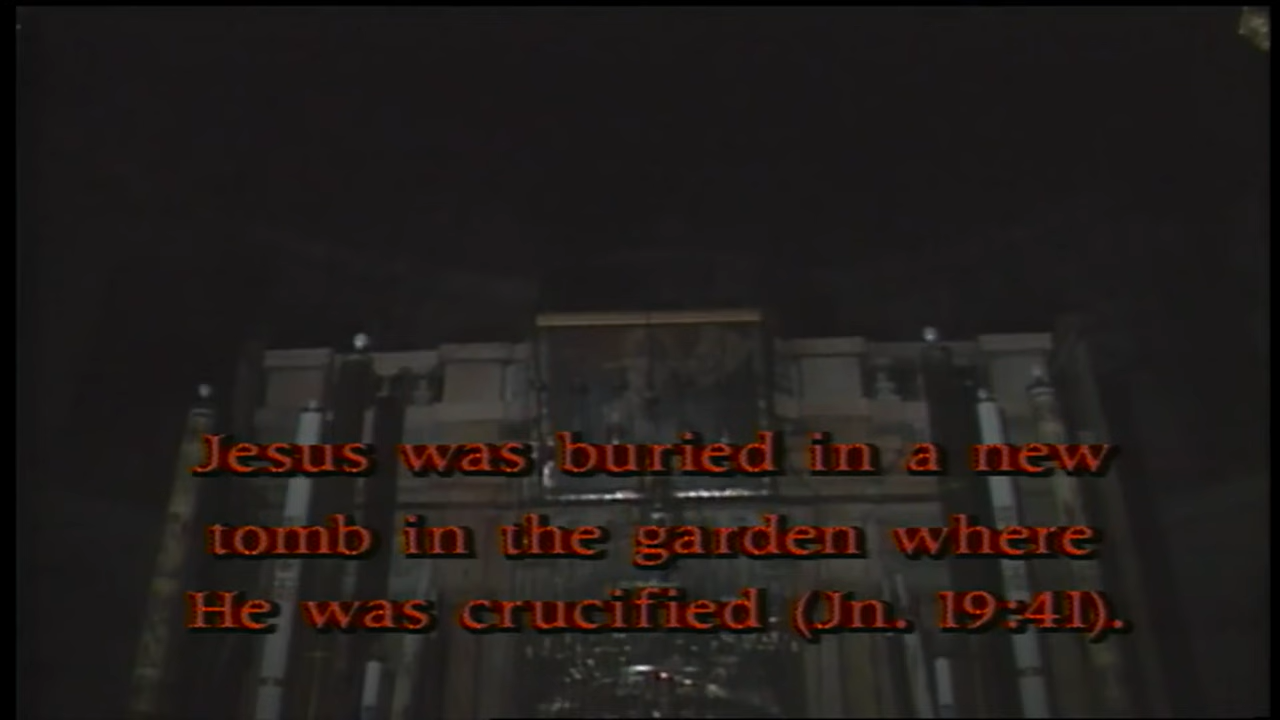 Jesus was buried in a new
tomb in the garden where
He was crucified (Jn. 19:41).